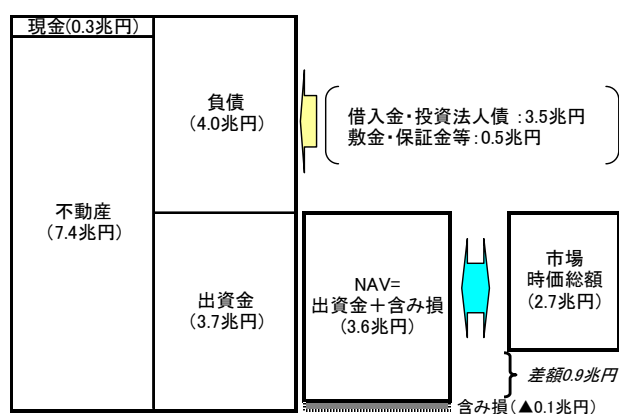 現金(0.3兆円)
負債
(4.0兆円)
借入金・投資法人債 :3.5兆円
敷金・保証金等:0.5兆円
不動産
(7.4兆円)
出資金
(3.7兆円)
NAV=
出資金+含み損
(3.6兆円)
市場
時価総額
(2.7兆円)
差額0.9兆円
含み損(▲0.1兆円)